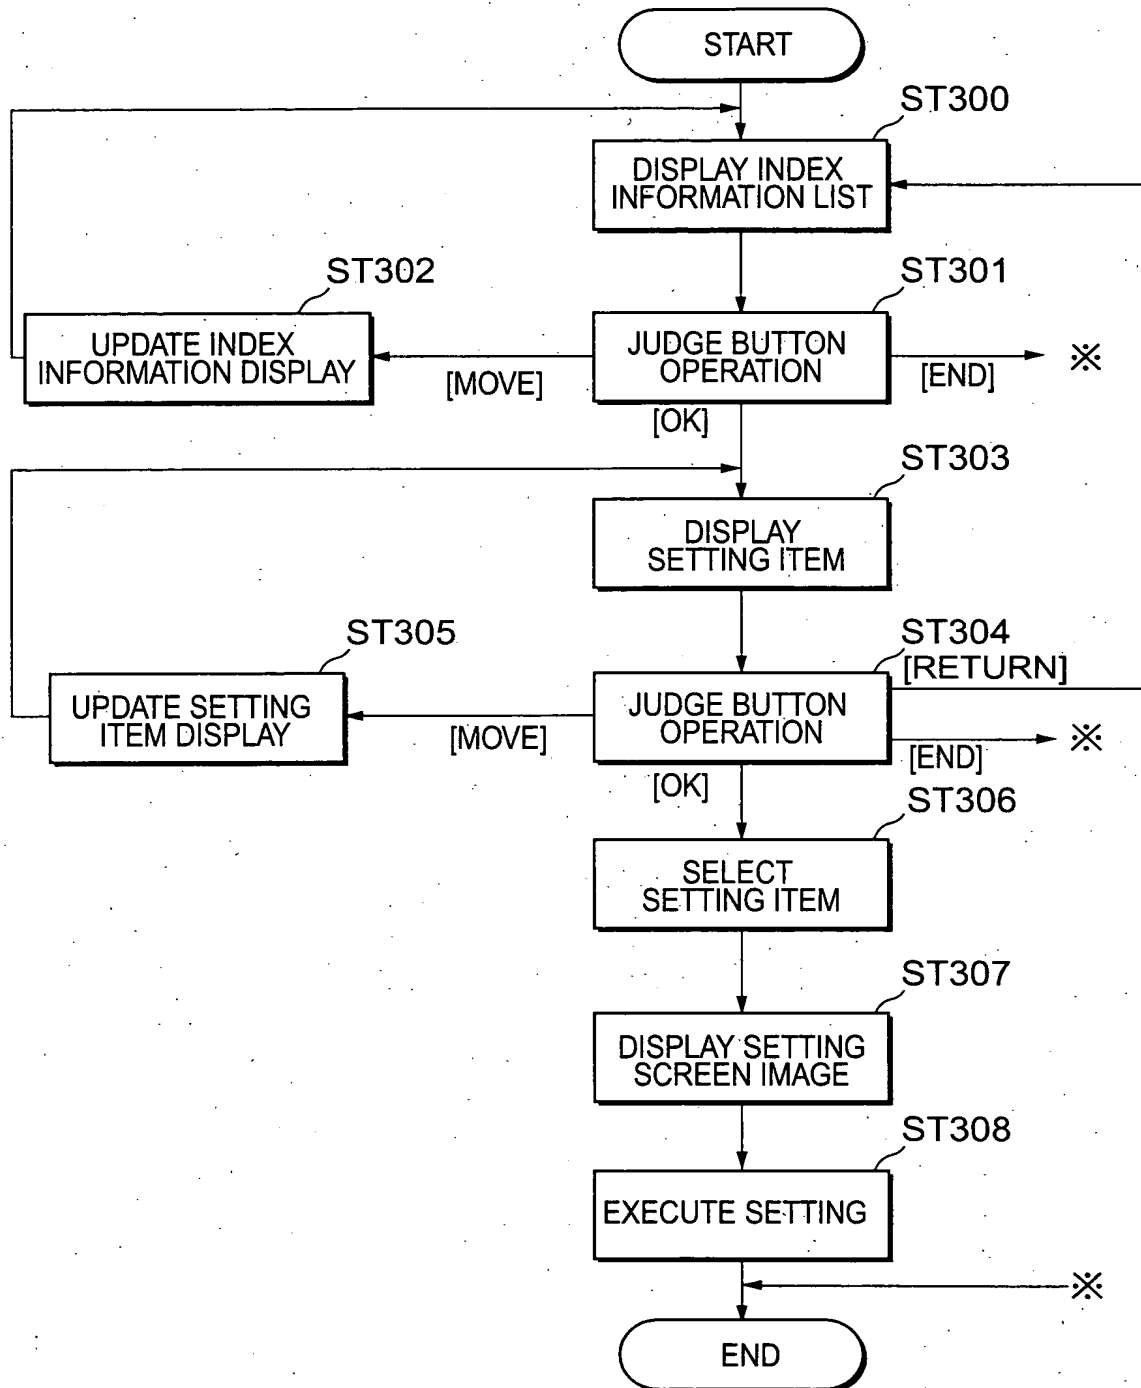 START
ST300
DISPLAY INDEX
INFORMATION LIST
ST301
ST302
JUDGE BUTTON
OPERATION
UPDATE INDEX
INFORMATION DISPLAY
[MOVE]
[END]
※
[OK]
ST303
DISPLAY
SETTING ITEM
ST304
[RETURN]
ST305
JUDGE BUTTON
OPERATION
UPDATE SETTING
ITEM DISPLAY
[MOVE]
[END]
※
[OK]
ST306
SELECT
SETTING ITEM
ST307
DISPLAY SETTING
SCREEN IMAGE
ST308
EXECUTE SETTING
※
END